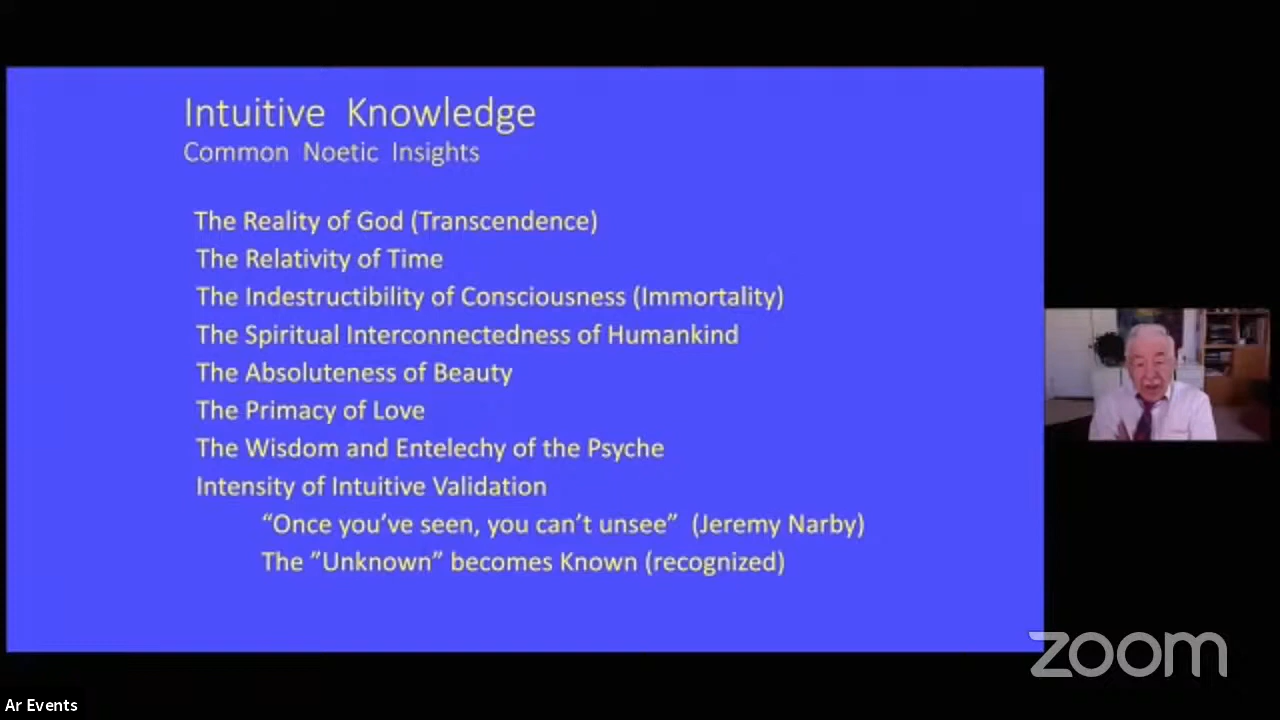 Intuitive Knowledge
Common Noetic Insights
The Reality of God (Transcendence)
The Relativity of Time
The Indestructibility of Consciousness (Immortality)
The Spiritual Interconnectedness of Humankind
The Absoluteness of Beauty
The Primacy of Love
The Wisdom and Entelechy of the Psyche
Intensity of Intuitive Validation
“Once you’ve seen, you can’t unsee” (Jeremy Narby)
The ”Unknown” becomes Known (recognized)
zoom
Ar Events